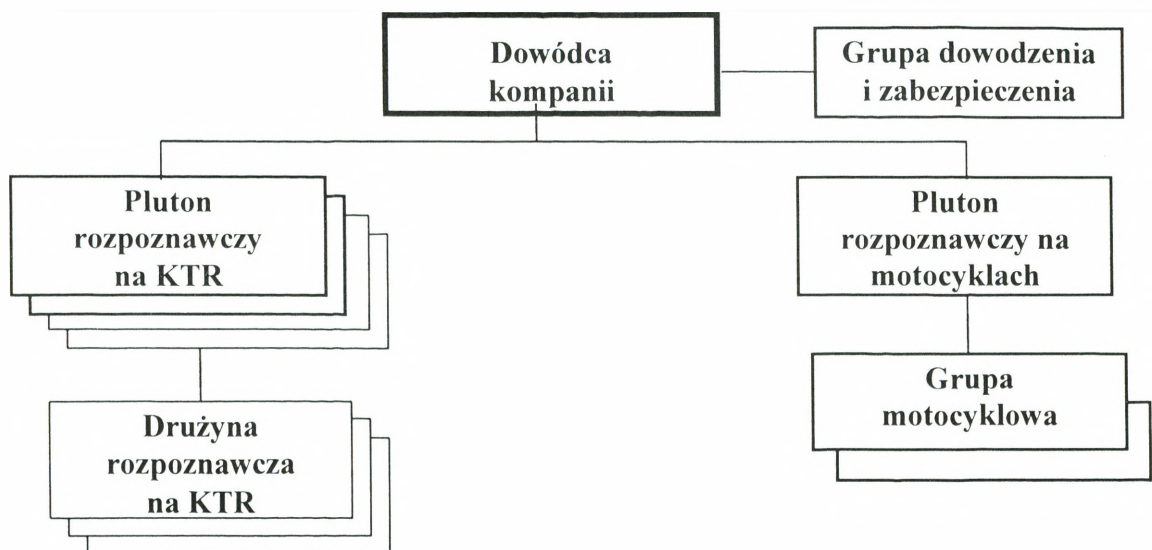 Dowódca
kompanii
Grupa dowodzenia
i zabezpieczenia
Pluton
rozpoznawczy
na KTR
Pluton
rozpoznawczy na
motocyklach
Drużyna
rozpoznawcza
na KTR
Grupa
motocyklowa